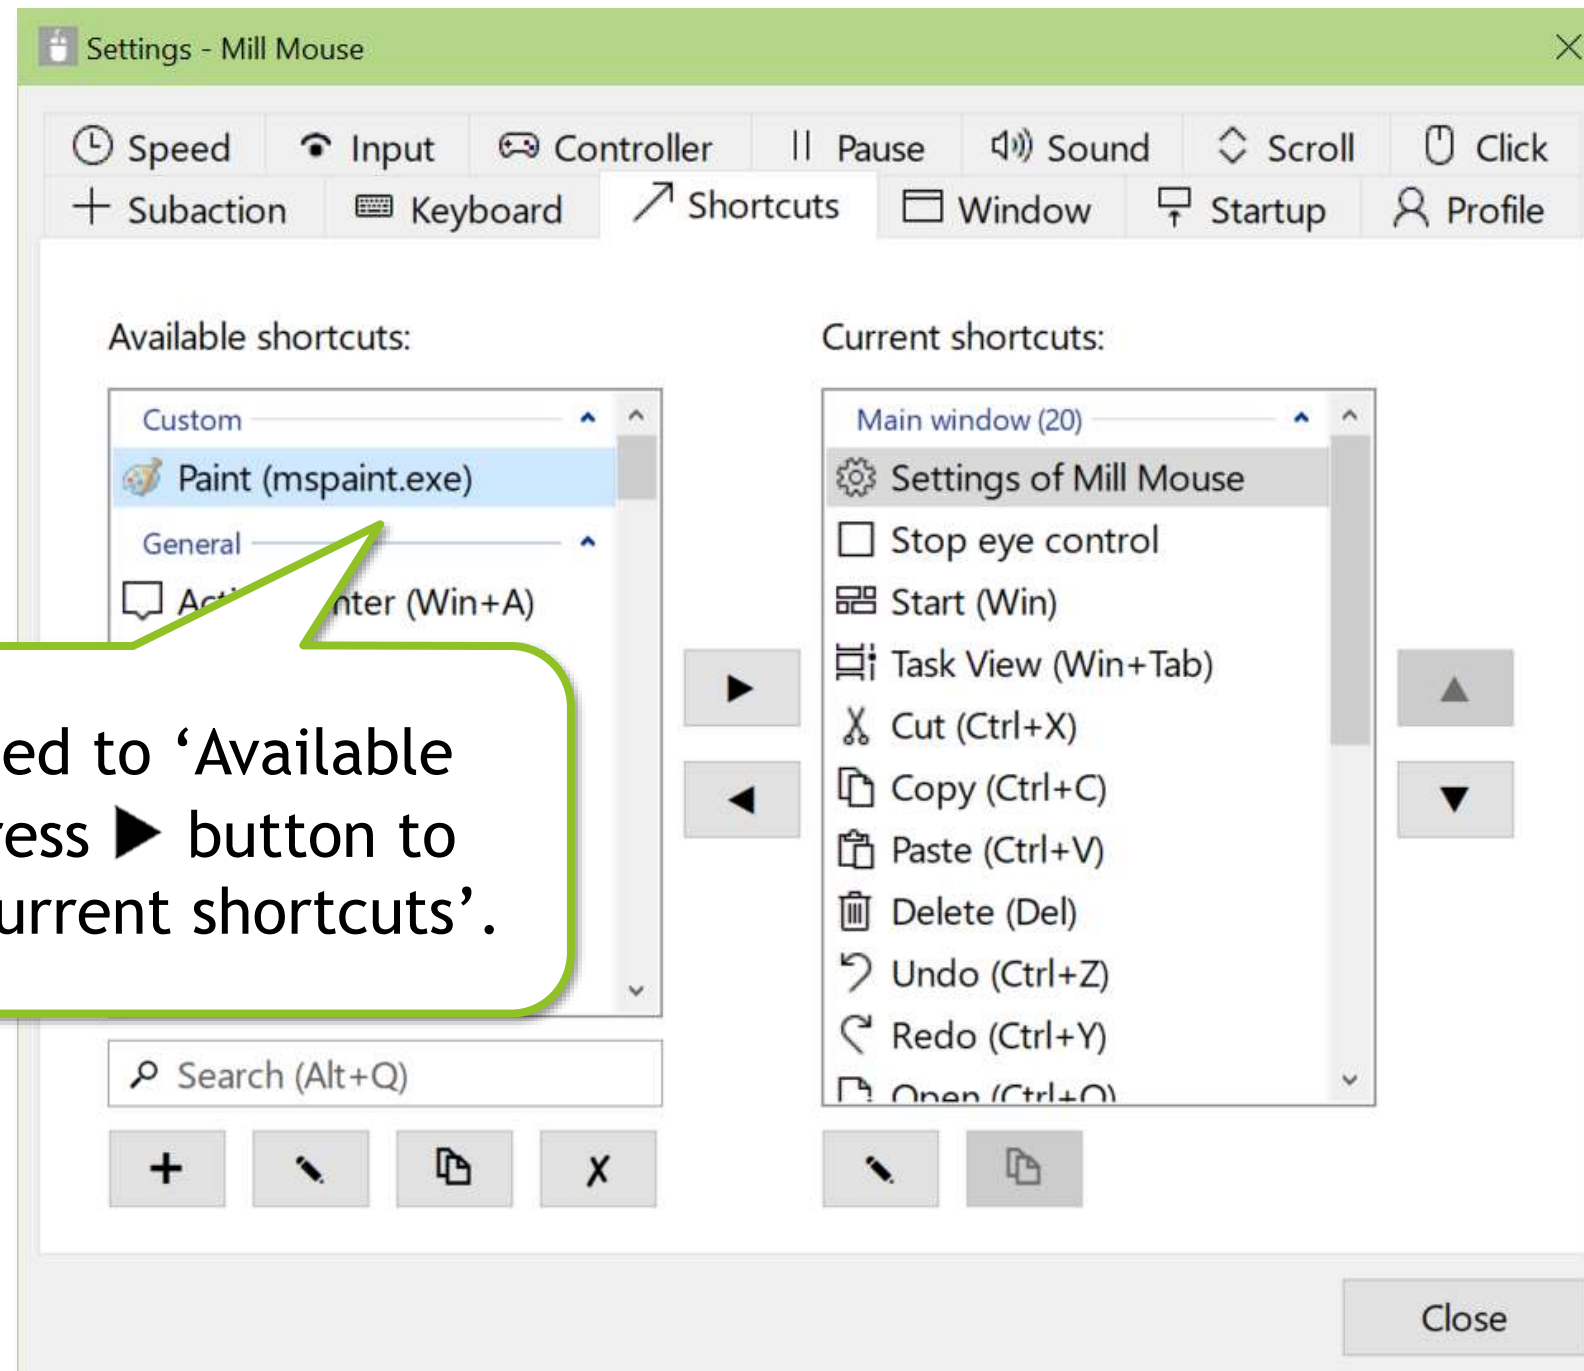 Settings - Mill Mouse
Speed Input Controller Pause Sound Scroll Click
Subaction Keyboard Shortcuts Window Startup Profile
Available shortcuts:
Custom
Paint (mspaint.exe)
General
(Win+A)
ed to ‘Available
ress ▶ button to
urrent shortcuts’.
Search (Alt+Q)
Current shortcuts:
Main window (20)
Settings of Mill Mouse
Stop eye control
Start (Win)
Task View (Win+Tab)
Cut (Ctrl+X)
Copy (Ctrl+C)
Paste (Ctrl+V)
Delete (Del)
Undo (Ctrl+Z)
Redo (Ctrl+Y)
Open (Ctrl+O)
Close